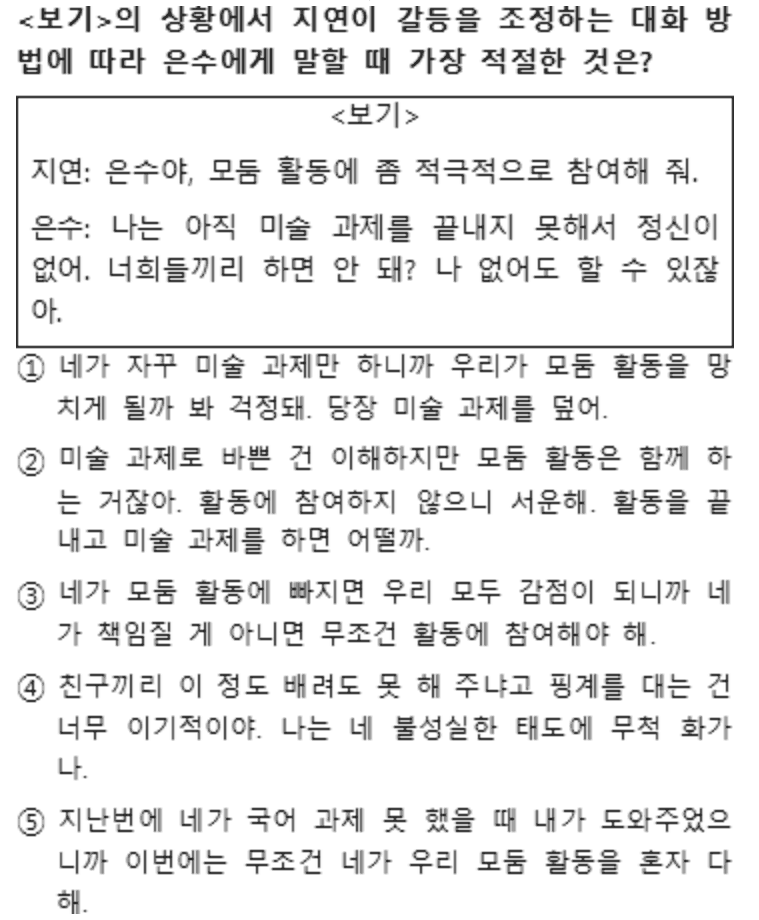 <보기>의 상황에서 지연이 갈등을 조정하는 대화 방
법에 따라 은수에게 말할 때 가장 적절한 것은?
<보기>
지연: 은수야, 모둠 활동에 좀 적극적으로 참여해 줘.
은수: 나는 아직 미술 과제를 끝내지 못해서 정신이
없어. 너희들끼리 하면 안 돼? 나 없어도 할 수 있잖
아.
① 네가 자꾸 미술 과제만 하니까 우리가 모둠 활동을 망
치게 될까 봐 걱정돼. 당장 미술 과제를 덮어.
② 미술 과제로 바쁜 건 이해하지만 모둠 활동은 함께 하
는 거잖아. 활동에 참여하지 않으니 서운해. 활동을 끝
내고 미술 과제를 하면 어떨까.
③ 네가 모둠 활동에 빠지면 우리 모두 감점이 되니까 네
가 책임질 게 아니면 무조건 활동에 참여해야 해.
④ 친구끼리 이 정도 배려도 못 해 주냐고 핑계를 대는 건
너무 이기적이야. 나는 네 불성실한 태도에 무척 화가
나.
⑤ 지난번에 네가 국어 과제 못 했을 때 내가 도와주었으
니까 이번에는 무조건 네가 우리 모둠 활동을 혼자 다
해.